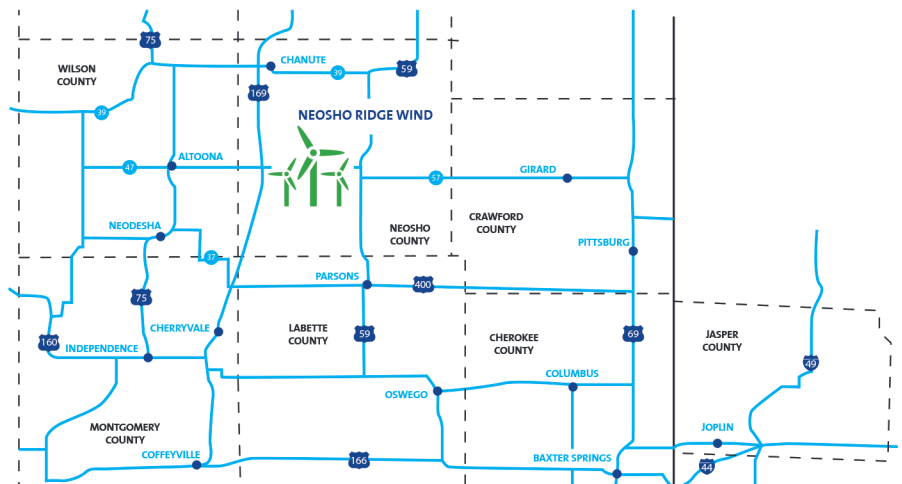 75
WILSON
COUNTY
CHANUTE
39
59
169
39
NEOSHO RIDGE WIND
ALTOONA
47
GIRARD
57
NEODESHA
NEOSHO
COUNTY
CRAWFORD
COUNTY
PITTSBURG
37
PARSONS
400
75
CHERRYVALE
LABETTE
COUNTY
59
CHEROKEE
COUNTY
69
JASPER
COUNTY
160
INDEPENDENCE
49
COLUMBUS
OSWEGO
MONTGOMERY
COUNTY
JOPLIN
COFFEYVILLE
166
BAXTER SPRINGS
44